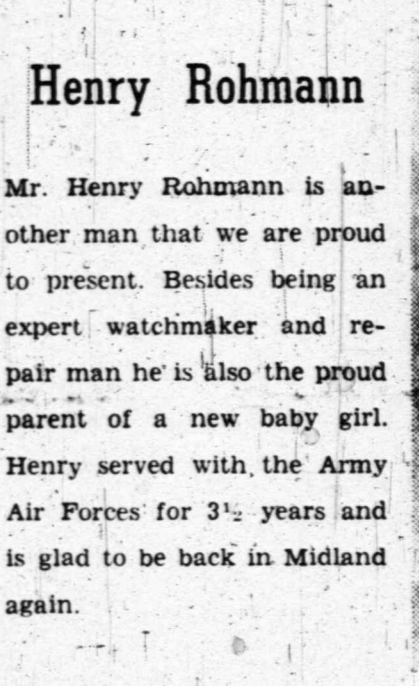 Henry Rohmann
Mr. Henry Rohmann is an-
other man that we are proud
to present. Besides being an
expert watchmaker and re-
pair man he is also the proud
parent of a new baby girl.
Henry served with the Army
Air Forces for 3½ years and
is glad to be back in Midland
again.